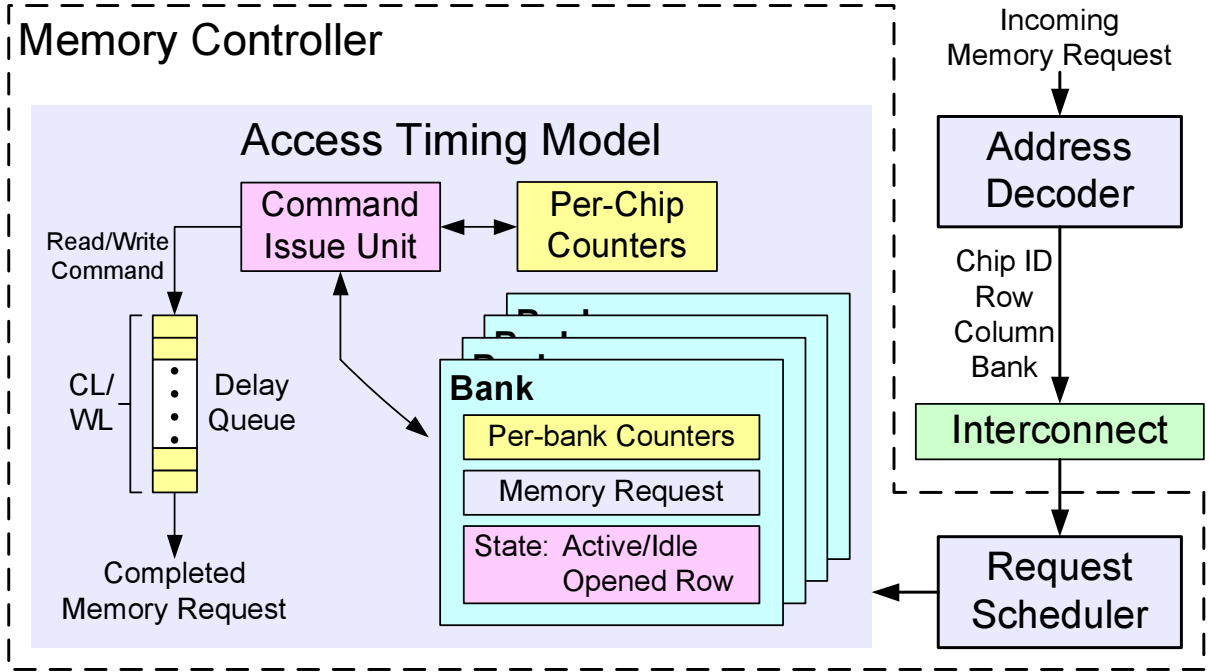 Memory Controller
Incoming
Memory Request
Access Timing Model
Address
Decoder
Command
Issue Unit
Per-Chip
Counters
Read/Write
Command
Chip ID
Row
Column
Bank
CL/
WL
Delay
Queue
Bank
Per-bank Counters
Memory Request
State: Active/Idle
Opened Row
Interconnect
Request
Scheduler
Completed
Memory Request